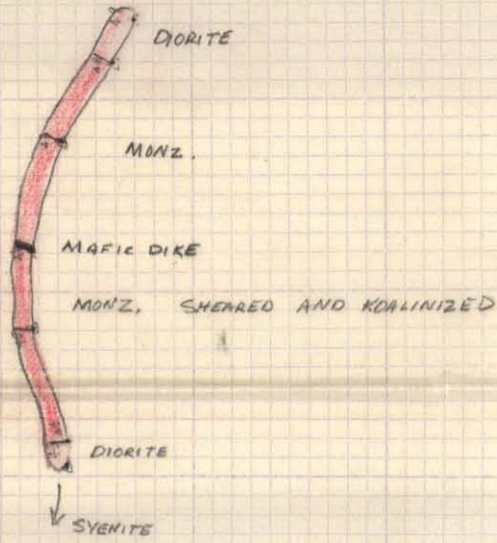 DIORITE
MONZ.
MAFIC DIKE
MONZ, SHEARED AND KOALINIZED
DIORITE
SYENITE